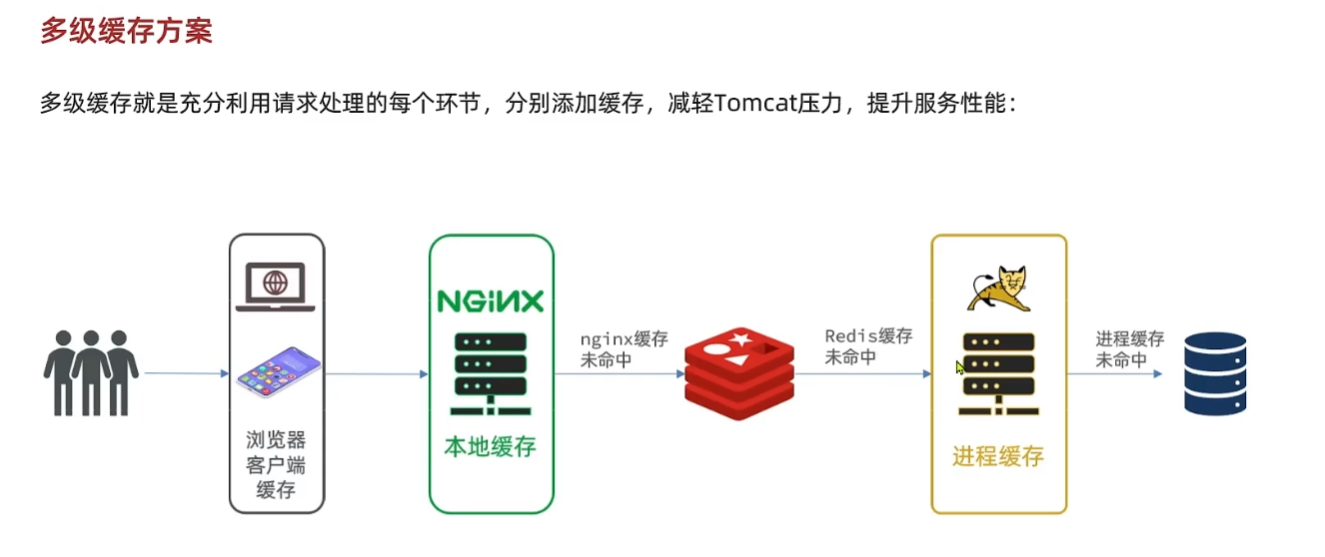 多级缓存方案
多级缓存就是充分利用请求处理的每个环节，分别添加缓存，减轻Tomcat压力，提升服务性能：
浏览器
客户端
缓存
NGINX
本地缓存
nginx缓存
未命中
Redis缓存
未命中
进程缓存
进程缓存
未命中